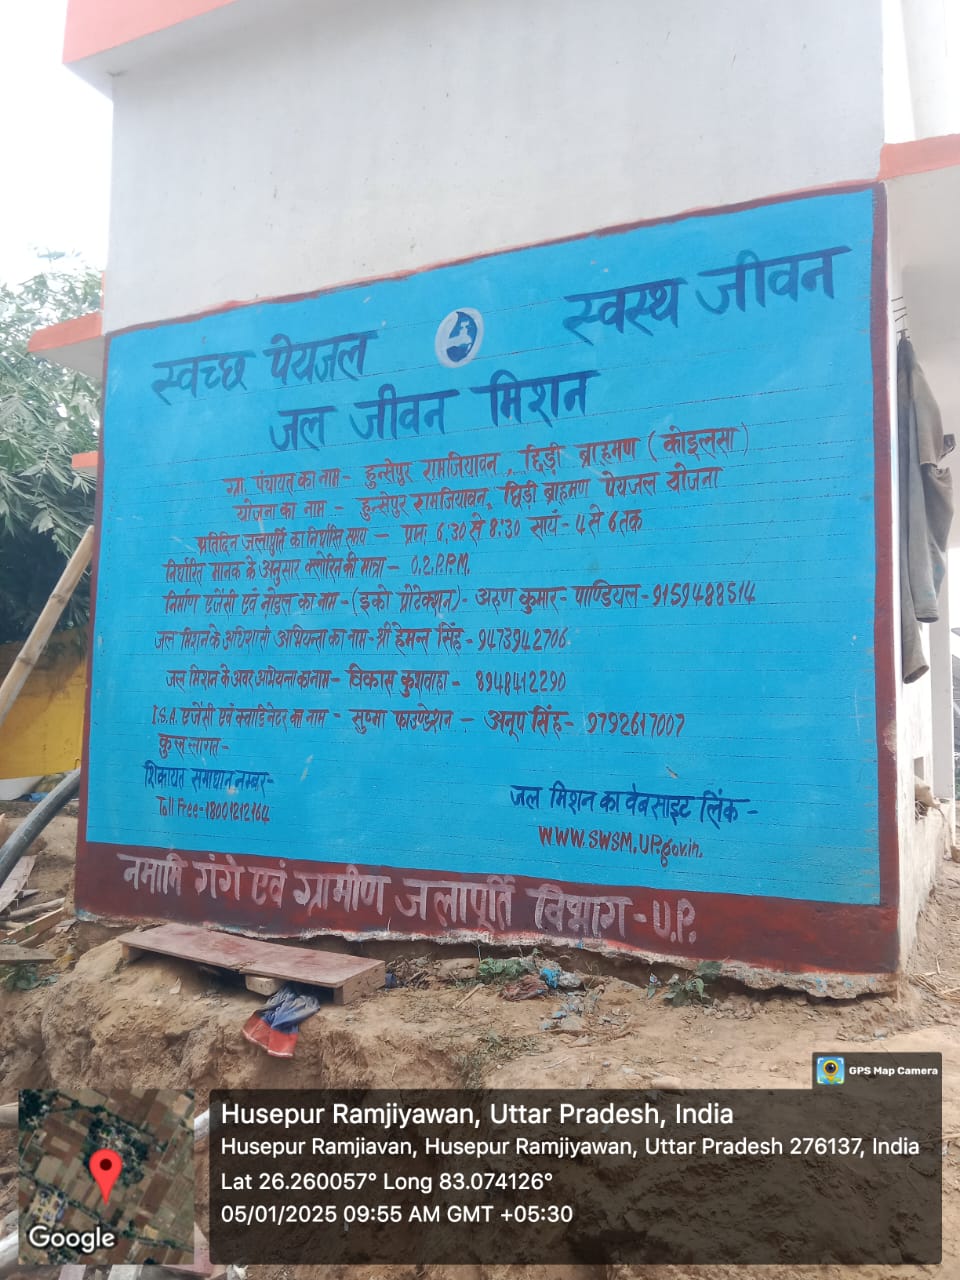 स्वच्छ पेयजल स्वस्थ जीवन
जल जीवन मिशन
ग्रा. पंचायत का नाम - हुन्सेपुर रामजियावन, छिड़ी ब्राहमण (कोइलसा)
योजना का नाम - हुन्सेपुर रामजियावन, छिड़ी ब्राहमण पेयजल योजना
प्रतिदिन जलापूर्ति का निर्धारित समय - प्रातः 6.30 से 8:30 सायं - 4 से 6 तक
निर्धारित मानक के अनुसार क्लोरिन की मात्रा - 0.2.P.P.M.
निर्माण एजेंसी एवं नोडल का नाम - (इको प्रोटेक्शन) - अरुण कुमार - पाण्डियल - 9159488514
जल मिशन के अधिशासी अभियन्ता का नाम - श्री हेमन्त सिंह - 9473942706
जल मिशन के अवर अभियन्ता का नाम - विकास कुशवाहा - 8948412290
I.S.A. एजेंसी एवं क्वाडिनेटर का नाम - सुष्मा फाउण्डेशन - अनूप सिंह - 9792617007
कुल लागत -
शिकायत समाधान नम्बर -
Toll Free - 18001212164
जल मिशन का वेबसाइट लिंक -
WWW.SWSM.UP.gov.in.
नमामि गंगे एवं ग्रामीण जलापूर्ति विभाग - U.P.
GPS Map Camera
Husepur Ramjiyawan, Uttar Pradesh, India
Husepur Ramjiavan, Husepur Ramjiyawan, Uttar Pradesh 276137, India
Lat 26.260057° Long 83.074126°
05/01/2025 09:55 AM GMT +05:30
Google